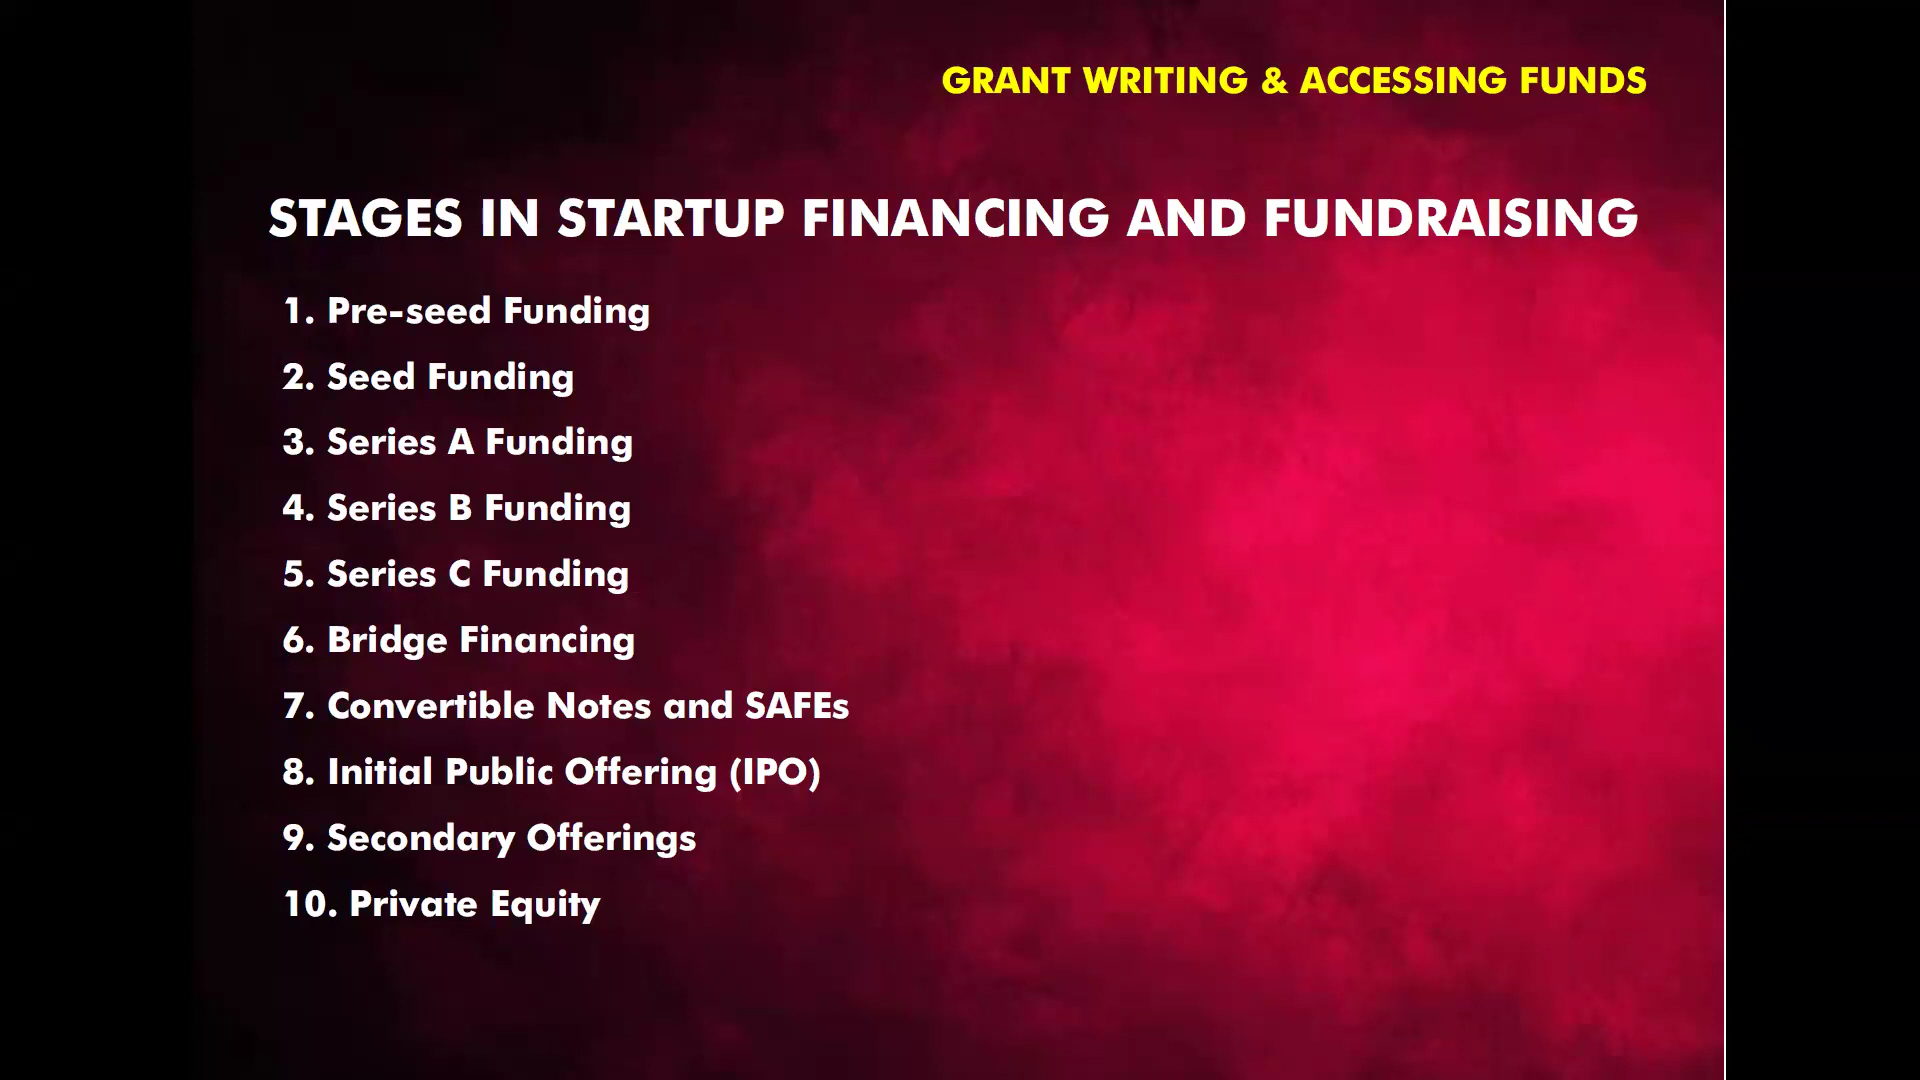 GRANT WRITING & ACCESSING FUNDS
STAGES IN STARTUP FINANCING AND FUNDRAISING
1. Pre-seed Funding
2. Seed Funding
3. Series A Funding
4. Series B Funding
5. Series C Funding
6. Bridge Financing
7. Convertible Notes and SAFEs
8. Initial Public Offering (IPO)
9. Secondary Offerings
10. Private Equity